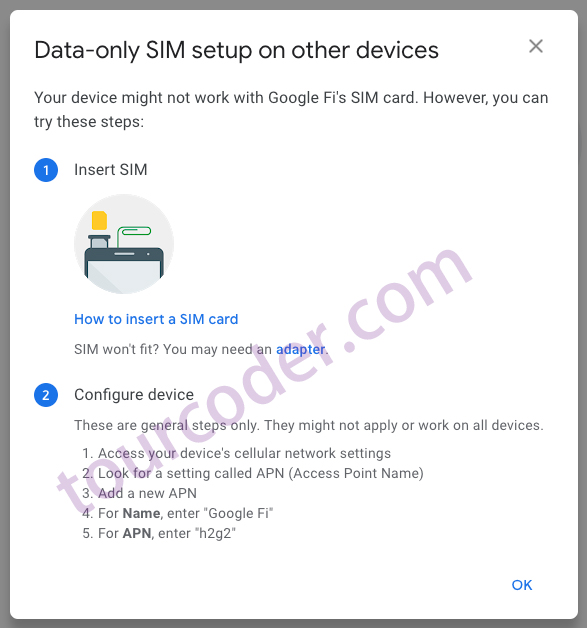 Data-only SIM setup on other devices
Your device might not work with Google Fi's SIM card. However, you can
try these steps:
1 Insert SIM
How to insert a SIM card
SIM won't fit? You may need an adapter.
2 Configure device
These are general steps only. They might not apply or work on all devices.
1. Access your device's cellular network settings
2. Look for a setting called APN (Access Point Name)
3. Add a new APN
4. For Name, enter "Google Fi"
5. For APN, enter "h2g2"
OK
tourcoder.com